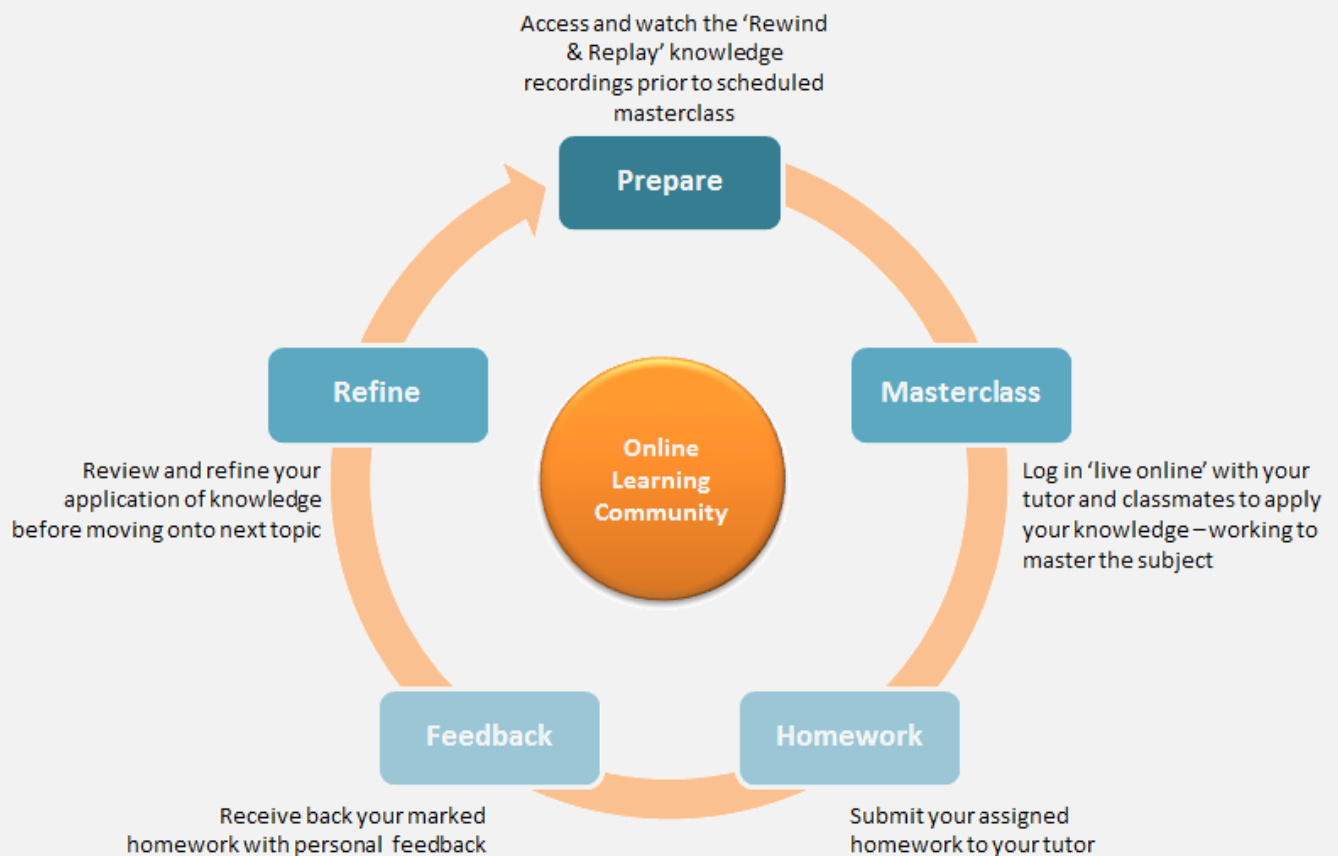 Access and watch the ‘Rewind
& Replay’ knowledge
recordings prior to scheduled
masterclass
Prepare
Masterclass
Log in ‘live online’ with your
tutor and classmates to apply
your knowledge – working to
master the subject
Homework
Submit your assigned
homework to your tutor
Feedback
Receive back your marked
homework with personal feedback
Refine
Review and refine your
application of knowledge
before moving onto next topic
Online
Learning
Community